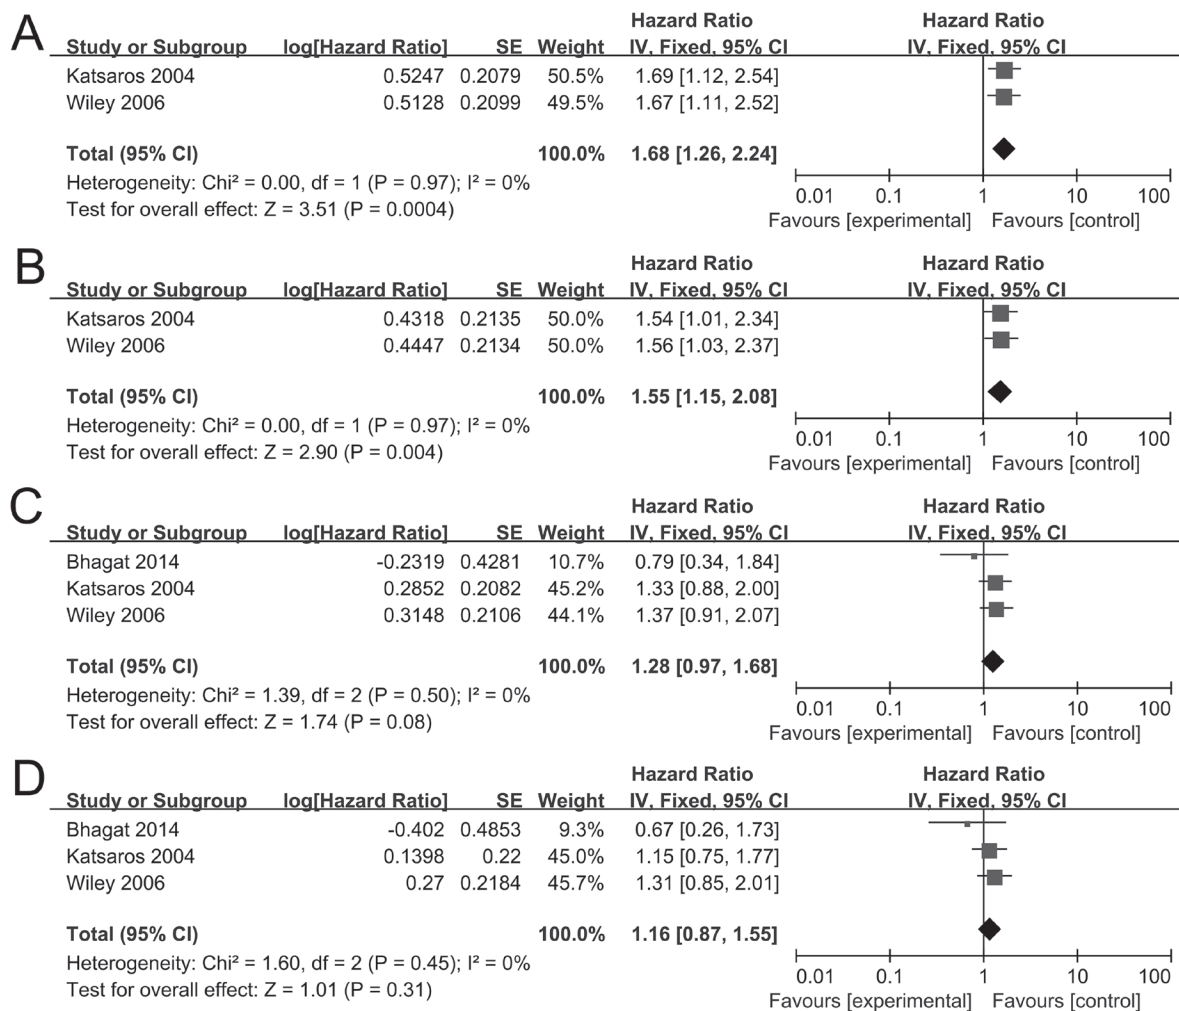 A
Hazard Ratio Hazard Ratio
Study or Subgroup log[Hazard Ratio] SE Weight IV, Fixed, 95% CI IV, Fixed, 95% CI
Katsaros 2004 0.5247 0.2079 50.5% 1.69 [1.12, 2.54]
Wiley 2006 0.5128 0.2099 49.5% 1.67 [1.11, 2.52]
Total (95% CI) 100.0% 1.68 [1.26, 2.24]
Heterogeneity: Chi² = 0.00, df = 1 (P = 0.97); I² = 0%
Test for overall effect: Z = 3.51 (P = 0.0004)
0.01 0.1 1 10 100
Favours [experimental] Favours [control]
B
Hazard Ratio Hazard Ratio
Study or Subgroup log[Hazard Ratio] SE Weight IV, Fixed, 95% CI IV, Fixed, 95% CI
Katsaros 2004 0.4318 0.2135 50.0% 1.54 [1.01, 2.34]
Wiley 2006 0.4447 0.2134 50.0% 1.56 [1.03, 2.37]
Total (95% CI) 100.0% 1.55 [1.15, 2.08]
Heterogeneity: Chi² = 0.00, df = 1 (P = 0.97); I² = 0%
Test for overall effect: Z = 2.90 (P = 0.004)
0.01 0.1 1 10 100
Favours [experimental] Favours [control]
C
Hazard Ratio Hazard Ratio
Study or Subgroup log[Hazard Ratio] SE Weight IV, Fixed, 95% CI IV, Fixed, 95% CI
Bhagat 2014 -0.2319 0.4281 10.7% 0.79 [0.34, 1.84]
Katsaros 2004 0.2852 0.2082 45.2% 1.33 [0.88, 2.00]
Wiley 2006 0.3148 0.2106 44.1% 1.37 [0.91, 2.07]
Total (95% CI) 100.0% 1.28 [0.97, 1.68]
Heterogeneity: Chi² = 1.39, df = 2 (P = 0.50); I² = 0%
Test for overall effect: Z = 1.74 (P = 0.08)
0.01 0.1 1 10 100
Favours [experimental] Favours [control]
D
Hazard Ratio Hazard Ratio
Study or Subgroup log[Hazard Ratio] SE Weight IV, Fixed, 95% CI IV, Fixed, 95% CI
Bhagat 2014 -0.402 0.4853 9.3% 0.67 [0.26, 1.73]
Katsaros 2004 0.1398 0.22 45.0% 1.15 [0.75, 1.77]
Wiley 2006 0.27 0.2184 45.7% 1.31 [0.85, 2.01]
Total (95% CI) 100.0% 1.16 [0.87, 1.55]
Heterogeneity: Chi² = 1.60, df = 2 (P = 0.45); I² = 0%
Test for overall effect: Z = 1.01 (P = 0.31)
0.01 0.1 1 10 100
Favours [experimental] Favours [control]